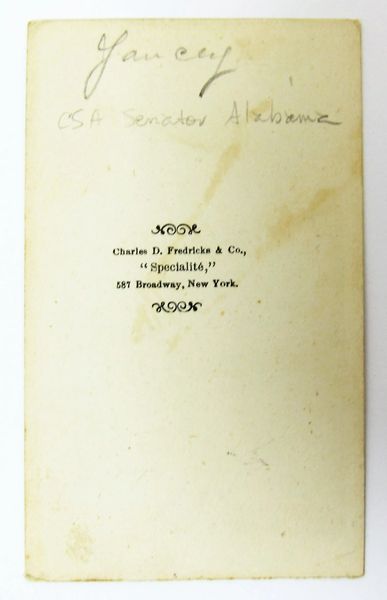 Yancey
CSA Senator Alabama
Charles D. Fredricks & Co.,
"Specialité,"
587 Broadway, New York.